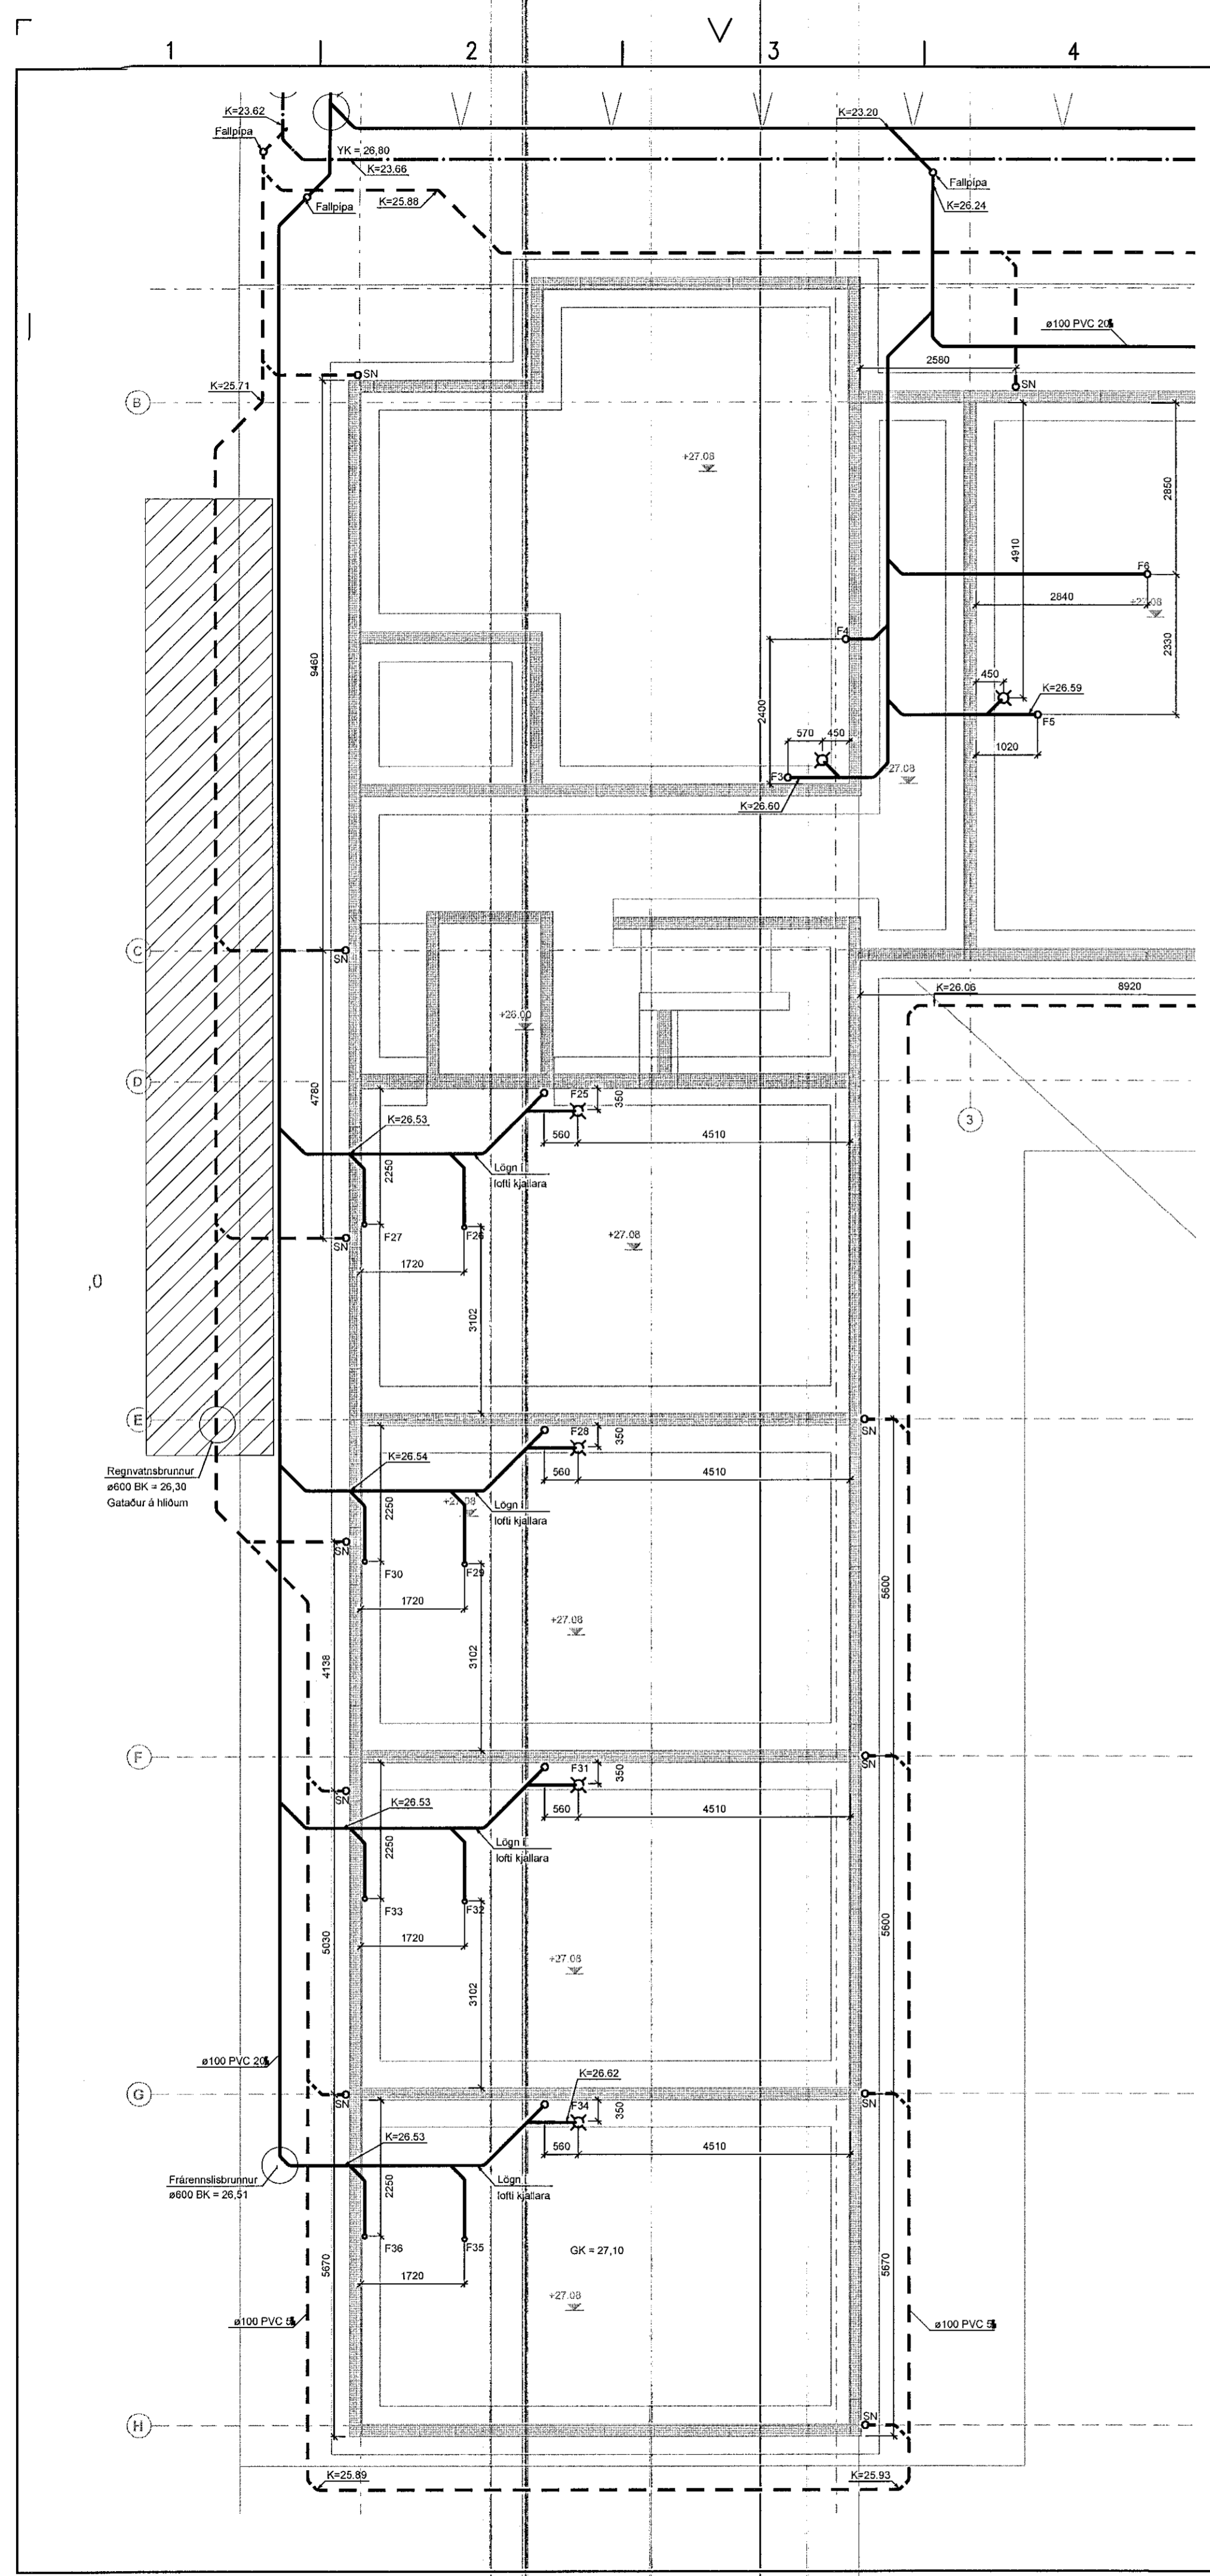 1
2
3
4
K=23.62
Fallpípa
YK = 26,80
K=23.66
K=25.88
Fallpípa
K=23.20
Fallpípa
K=26.24
ø100 PVC 20‰
2580
SN
SN
K=25.71
B
+27.08
2850
4910
F6
2840
+27.08
2330
9460
F4
450
K=26.59
F5
1020
2400
570
450
F3
+27.08
K=26.60
C
SN
K=26.06
8920
+26.00
D
4780
F25
350
K=26.53
560
4510
3
2250
Lögn í
lofti kjallara
F27
F26
SN
+27.08
1720
,0
3102
E
SN
F28
350
K=26.54
560
4510
Regnvatnsbrunnur
ø600 BK = 26,30
Gataður á hliðum
2250
+27.08
Lögn í
lofti kjallara
SN
F30
F29
5600
1720
+27.08
3102
4138
F
SN
F31
350
SN
K=26.53
560
4510
2250
Lögn í
lofti kjallara
F33
F32
5030
1720
5600
+27.08
3102
ø100 PVC 20‰
K=26.62
G
SN
SN
F34
350
K=26.53
560
4510
Frárennslisbrunnur
ø600 BK = 26,51
2250
Lögn í
lofti kjallara
F36
F35
GK = 27,10
5670
1720
5670
+27.08
ø100 PVC 5‰
ø100 PVC 5‰
H
SN
K=25.89
K=25.93